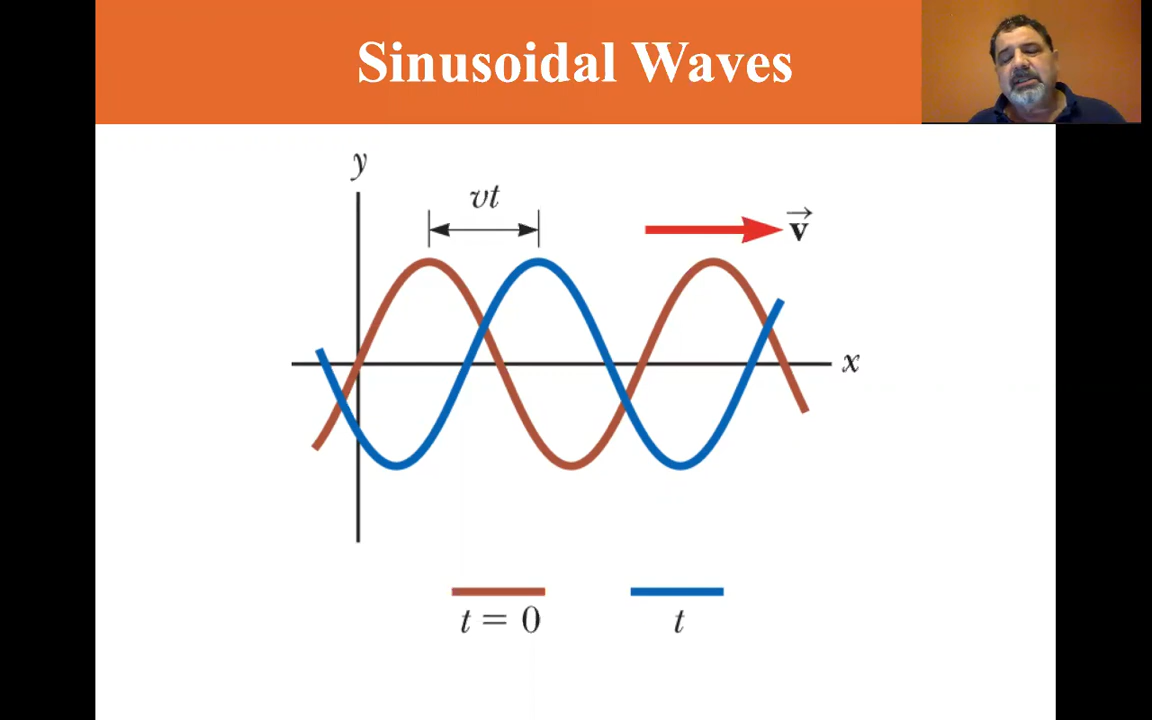 Sinusoidal Waves
y
vt
v⃗
x
t = 0
t